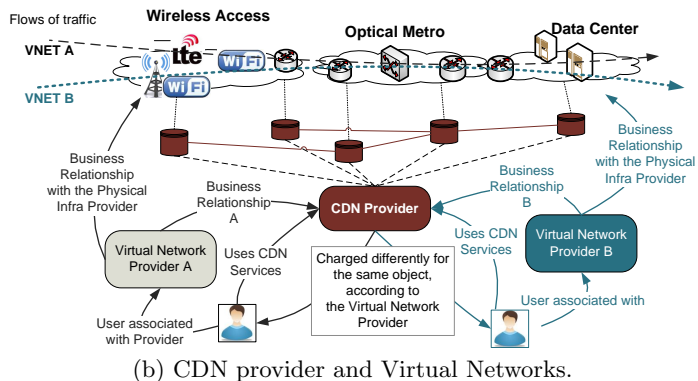 Flows of traffic
Wireless Access
Optical Metro
Data Center
VNET A
LTE
Wi Fi
Wi Fi
VNET B
Business
Relationship
with the Physical
Infra Provider
Business
Relationship
A
CDN Provider
Business
Relationship
B
Business
Relationship
with the Physical
Infra Provider
Virtual Network
Provider A
Uses CDN
Services
Charged differently for
the same object,
according to
the Virtual Network
Provider
Uses CDN
Services
Virtual Network
Provider B
User associated
with Provider
User associated with
(b) CDN provider and Virtual Networks.